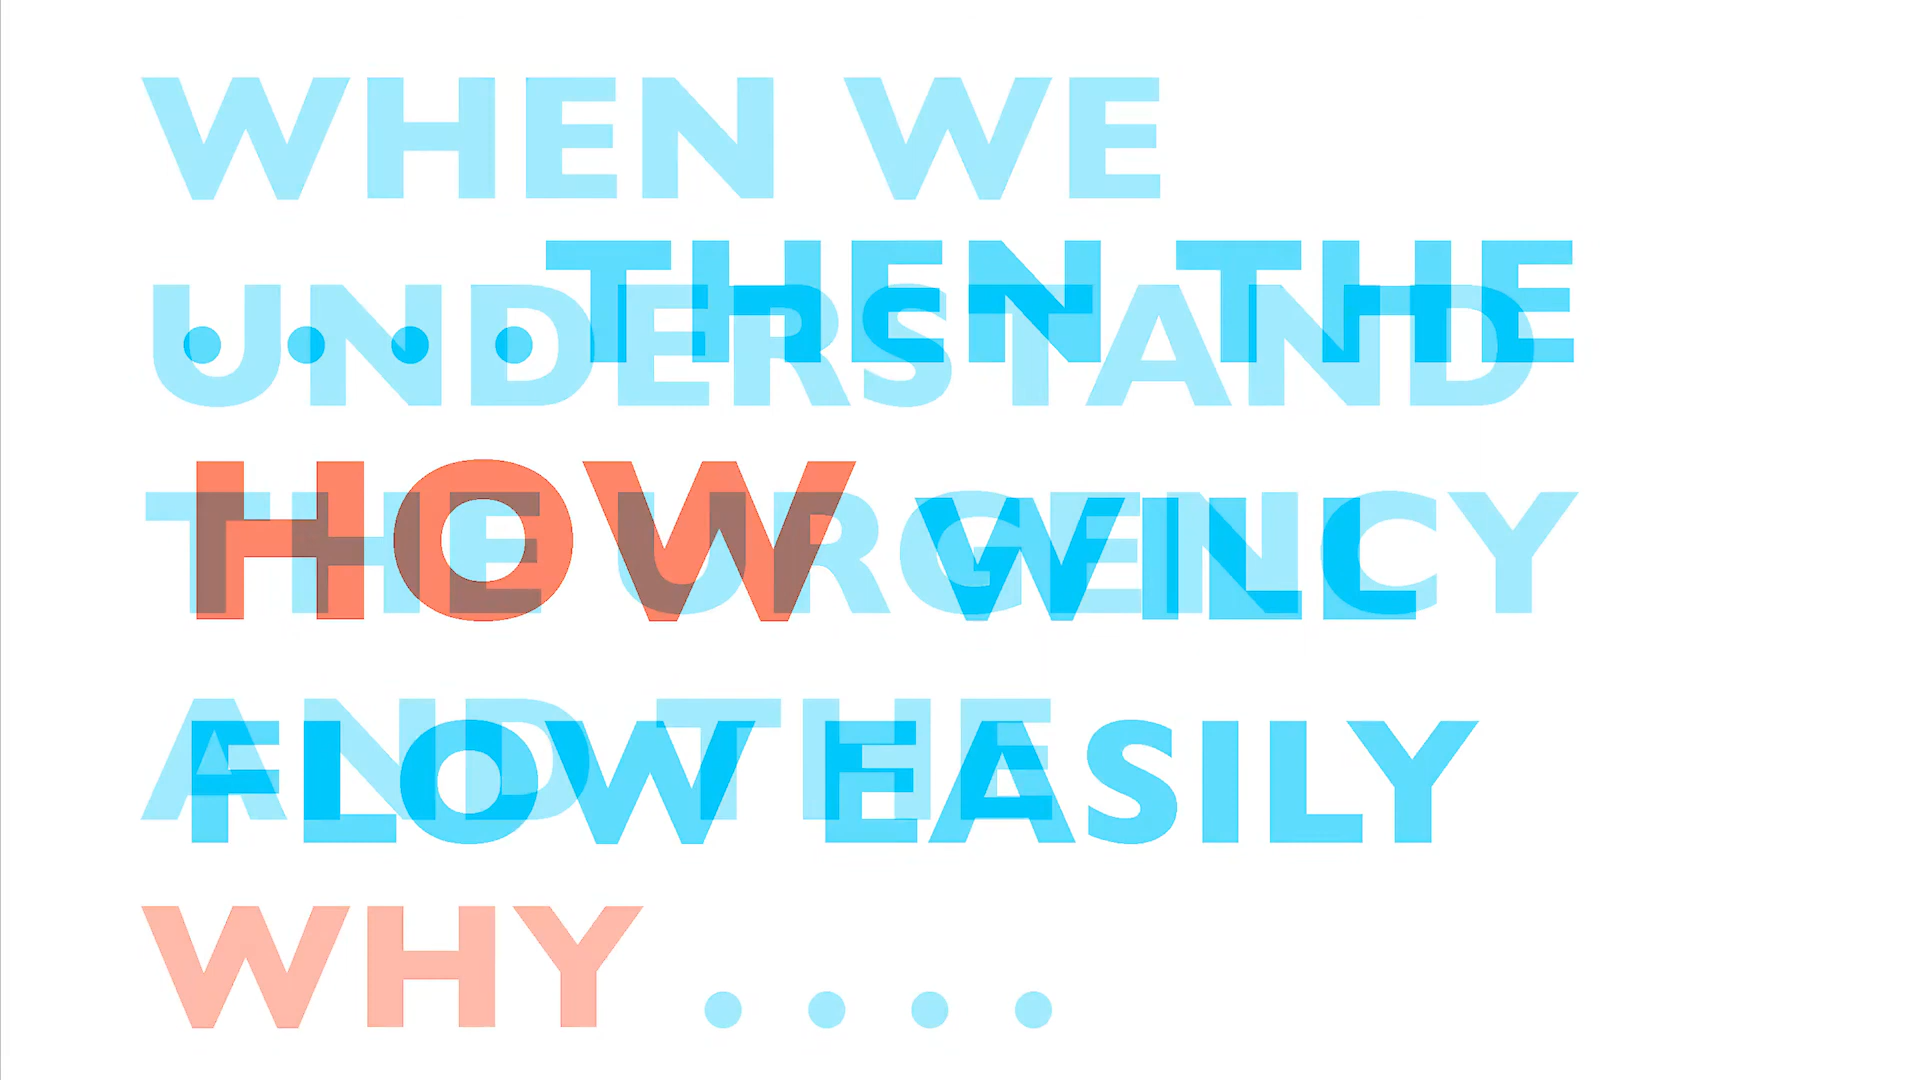 WHEN WE
UNDERSTAND
THE URGENCY
AND THE
WHY ....
....THEN THE
HOW WILL
FLOW EASILY